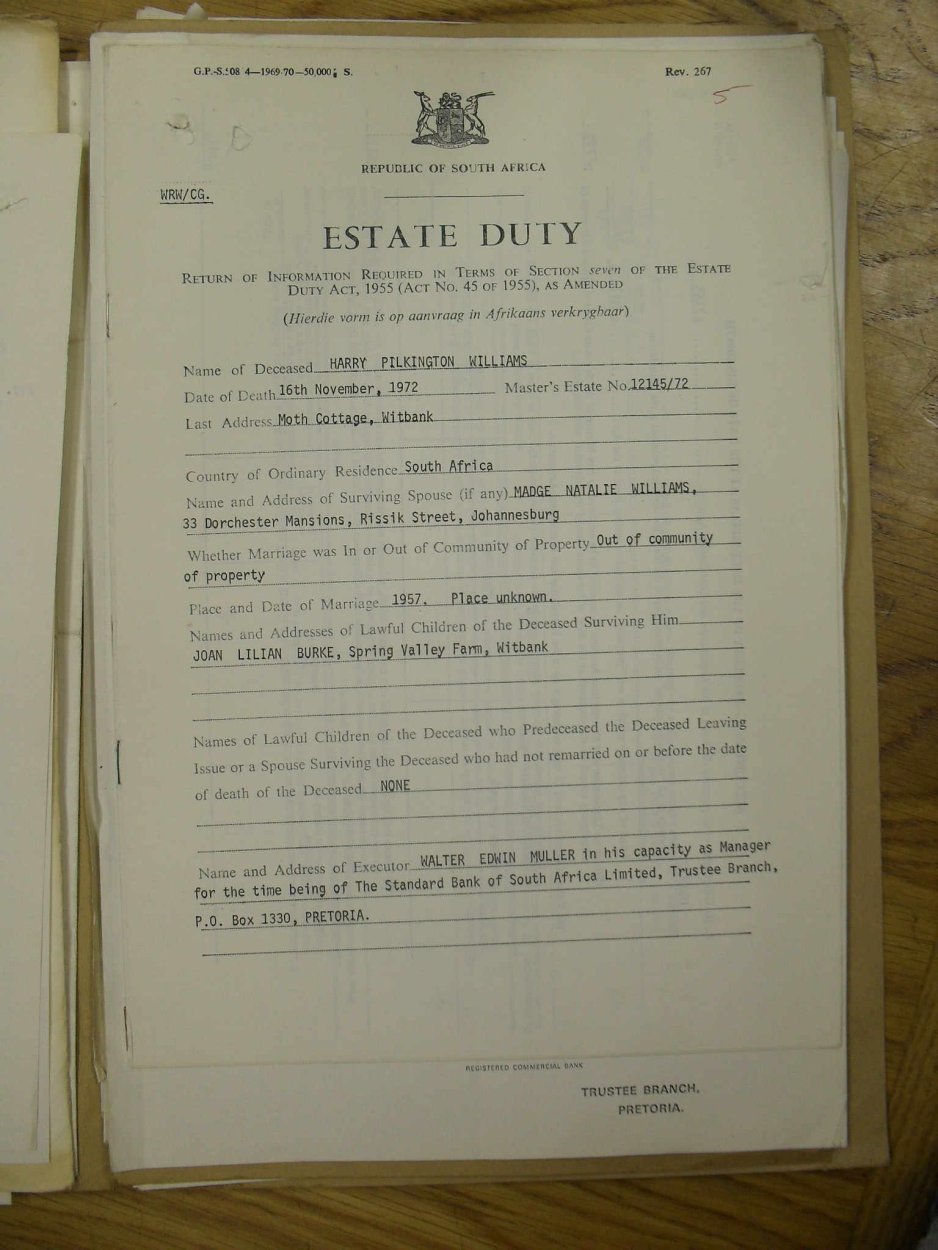 G.P.-S.508 4—1969-70—50,000; S.
Rev. 267
5
REPUBLIC OF SOUTH AFRICA
WRW/CG.
ESTATE DUTY
RETURN OF INFORMATION REQUIRED IN TERMS OF SECTION seven OF THE ESTATE
DUTY ACT, 1955 (ACT NO. 45 OF 1955), AS AMENDED
(Hierdie vorm is op aanvraag in Afrikaans verkrygbaar)
Name of Deceased HARRY PILKINGTON WILLIAMS
Date of Death 16th November, 1972 Master's Estate No. 12145/72
Last Address Moth Cottage, Witbank
Country of Ordinary Residence South Africa
Name and Address of Surviving Spouse (if any) MADGE NATALIE WILLIAMS,
33 Dorchester Mansions, Rissik Street, Johannesburg
Whether Marriage was In or Out of Community of Property Out of community
of property
Place and Date of Marriage 1957. Place unknown.
Names and Addresses of Lawful Children of the Deceased Surviving Him
JOAN LILIAN BURKE, Spring Valley Farm, Witbank
Names of Lawful Children of the Deceased who Predeceased the Deceased Leaving
Issue or a Spouse Surviving the Deceased who had not remarried on or before the date
of death of the Deceased NONE
Name and Address of Executor WALTER EDWIN MULLER in his capacity as Manager
for the time being of The Standard Bank of South Africa Limited, Trustee Branch,
P.O. Box 1330, PRETORIA.
REGISTERED COMMERCIAL BANK
TRUSTEE BRANCH,
PRETORIA.